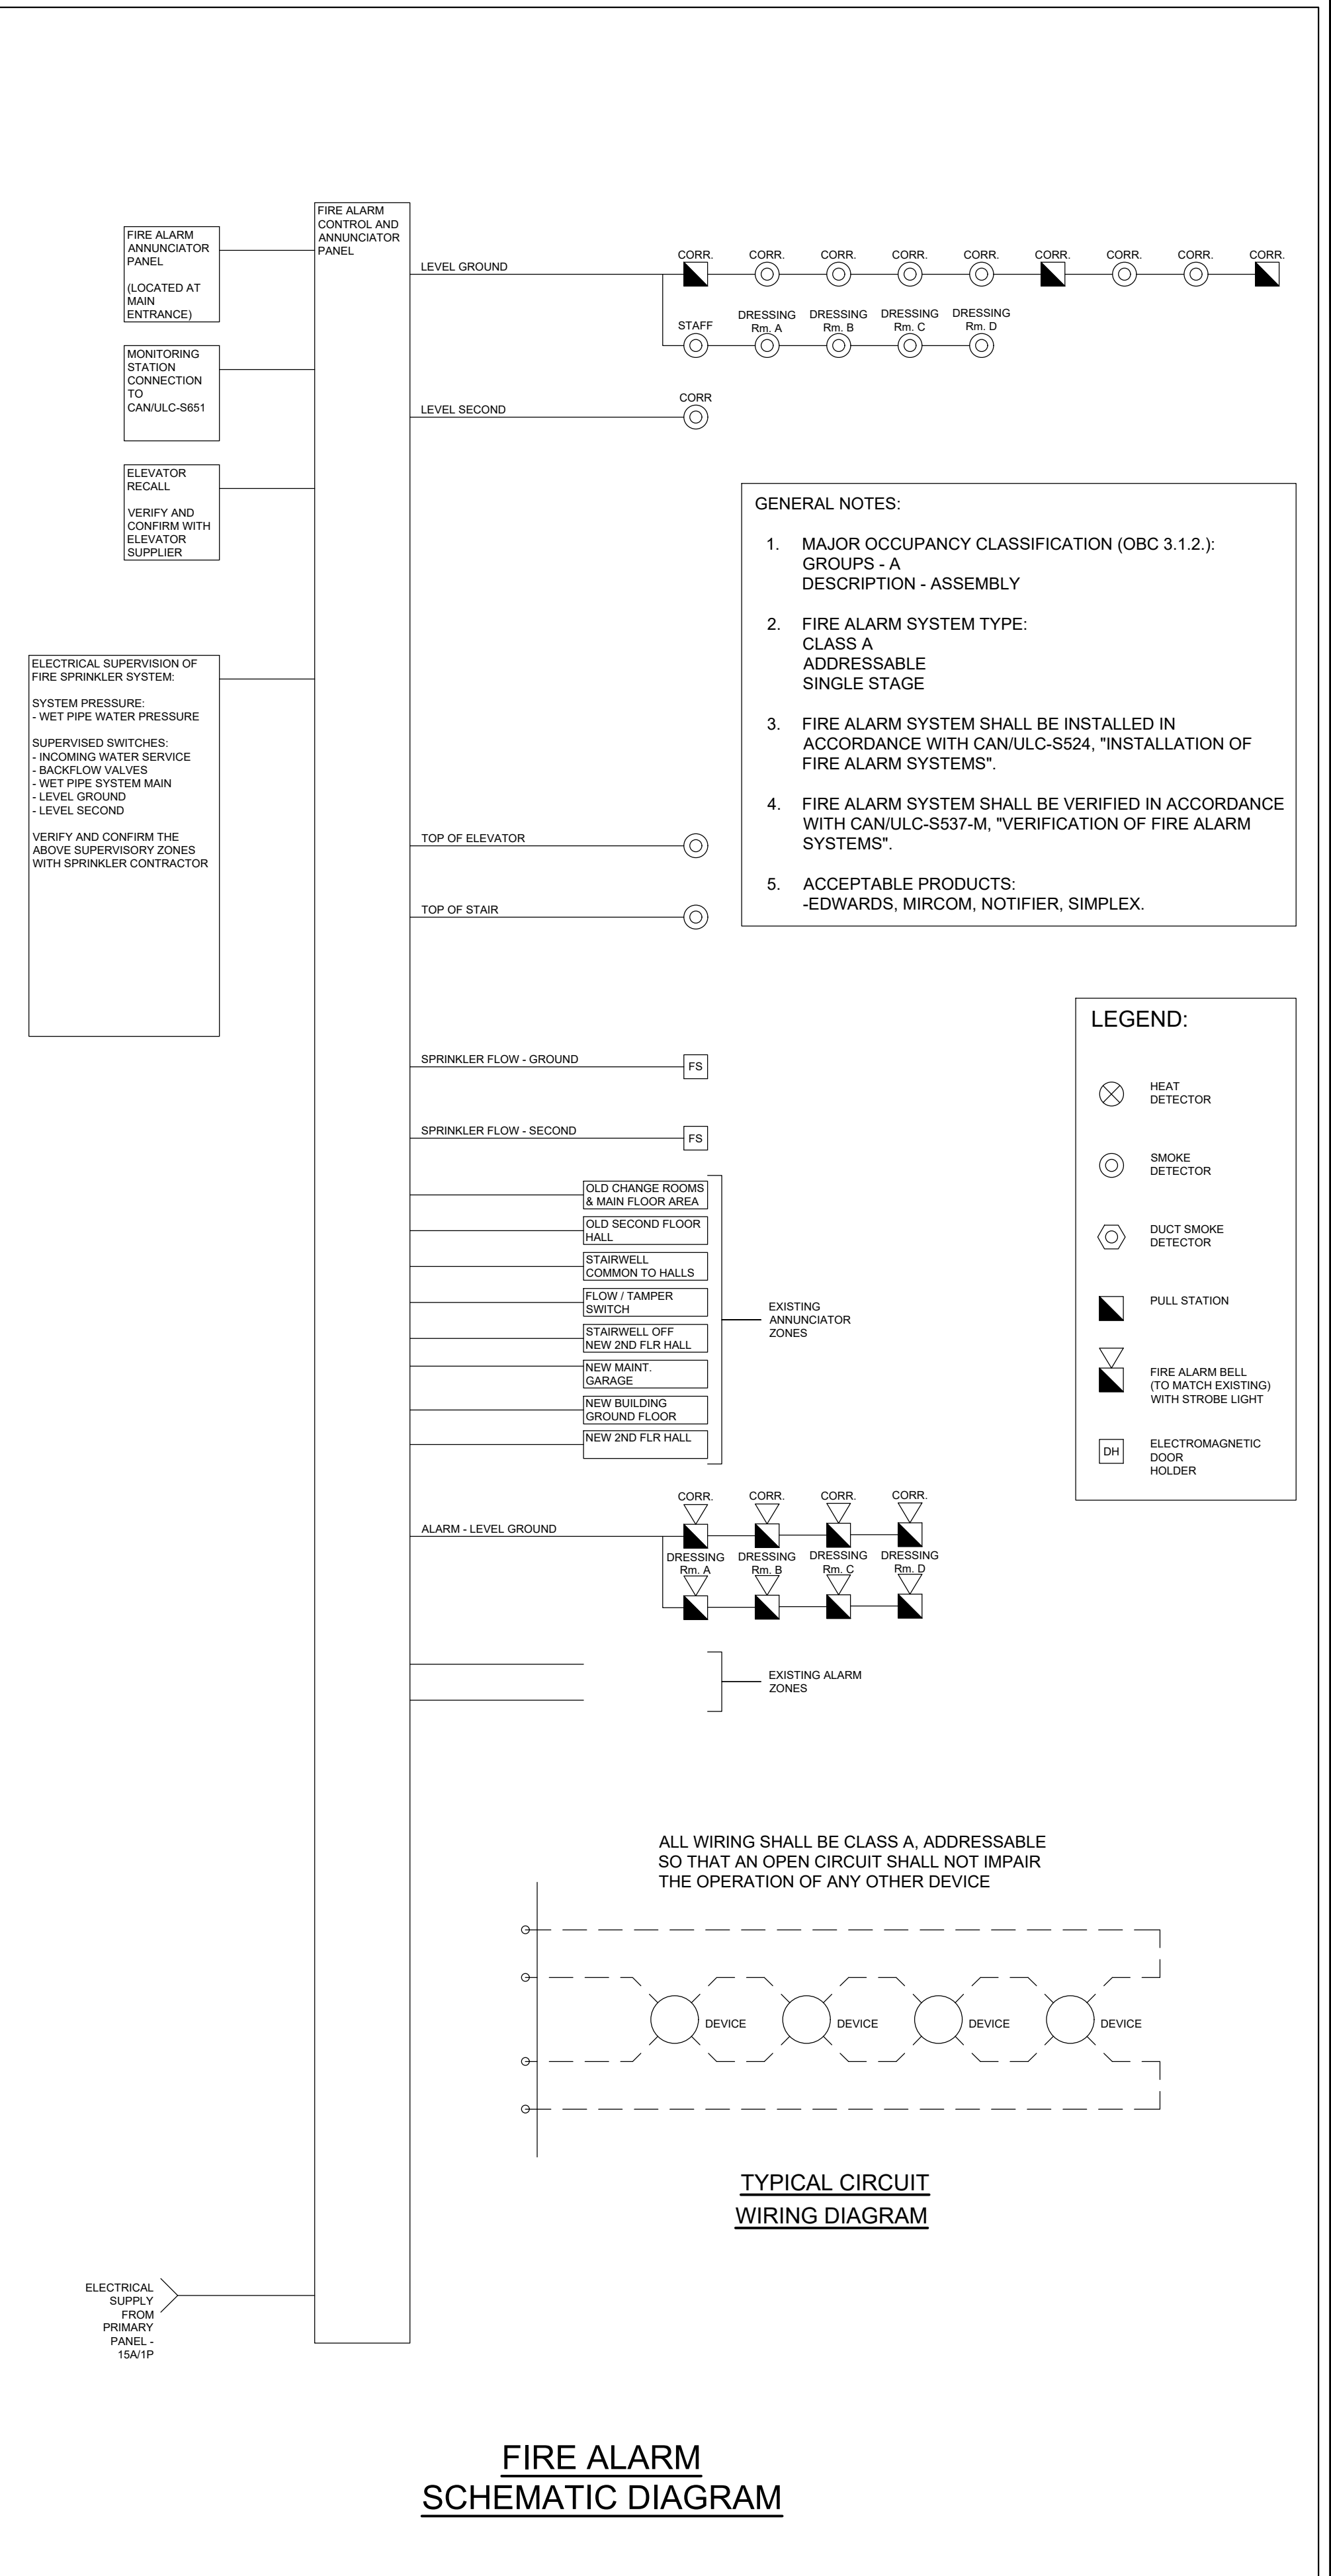 FIRE ALARM
ANNUNCIATOR
PANEL
(LOCATED AT
MAIN
ENTRANCE)
MONITORING
STATION
CONNECTION
TO
CAN/ULC-S651
ELEVATOR
RECALL
VERIFY AND
CONFIRM WITH
ELEVATOR
SUPPLIER
ELECTRICAL SUPERVISION OF
FIRE SPRINKLER SYSTEM:
SYSTEM PRESSURE:
- WET PIPE WATER PRESSURE
SUPERVISED SWITCHES:
- INCOMING WATER SERVICE
- BACKFLOW VALVES
- WET PIPE SYSTEM MAIN
- LEVEL GROUND
- LEVEL SECOND
VERIFY AND CONFIRM THE
ABOVE SUPERVISORY ZONES
WITH SPRINKLER CONTRACTOR
FIRE ALARM
CONTROL AND
ANNUNCIATOR
PANEL
LEVEL GROUND
CORR. CORR. CORR. CORR. CORR. CORR. CORR. CORR. CORR.
STAFF
DRESSING
Rm. A
DRESSING
Rm. B
DRESSING
Rm. C
DRESSING
Rm. D
LEVEL SECOND
CORR
GENERAL NOTES:
1. MAJOR OCCUPANCY CLASSIFICATION (OBC 3.1.2.):
GROUPS - A
DESCRIPTION - ASSEMBLY
2. FIRE ALARM SYSTEM TYPE:
CLASS A
ADDRESSABLE
SINGLE STAGE
3. FIRE ALARM SYSTEM SHALL BE INSTALLED IN
ACCORDANCE WITH CAN/ULC-S524, "INSTALLATION OF
FIRE ALARM SYSTEMS".
4. FIRE ALARM SYSTEM SHALL BE VERIFIED IN ACCORDANCE
WITH CAN/ULC-S537-M, "VERIFICATION OF FIRE ALARM
SYSTEMS".
5. ACCEPTABLE PRODUCTS:
-EDWARDS, MIRCOM, NOTIFIER, SIMPLEX.
TOP OF ELEVATOR
TOP OF STAIR
SPRINKLER FLOW - GROUND
FS
SPRINKLER FLOW - SECOND
FS
OLD CHANGE ROOMS
& MAIN FLOOR AREA
OLD SECOND FLOOR
HALL
STAIRWELL
COMMON TO HALLS
FLOW / TAMPER
SWITCH
STAIRWELL OFF
NEW 2ND FLR HALL
NEW MAINT.
GARAGE
NEW BUILDING
GROUND FLOOR
NEW 2ND FLR HALL
EXISTING
ANNUNCIATOR
ZONES
LEGEND:
HEAT
DETECTOR
SMOKE
DETECTOR
DUCT SMOKE
DETECTOR
PULL STATION
FIRE ALARM BELL
(TO MATCH EXISTING)
WITH STROBE LIGHT
DH
ELECTROMAGNETIC
DOOR
HOLDER
ALARM - LEVEL GROUND
CORR. CORR. CORR. CORR.
DRESSING
Rm. A
DRESSING
Rm. B
DRESSING
Rm. C
DRESSING
Rm. D
EXISTING ALARM
ZONES
ALL WIRING SHALL BE CLASS A, ADDRESSABLE
SO THAT AN OPEN CIRCUIT SHALL NOT IMPAIR
THE OPERATION OF ANY OTHER DEVICE
DEVICE DEVICE DEVICE DEVICE
TYPICAL CIRCUIT
WIRING DIAGRAM
ELECTRICAL
SUPPLY
FROM
PRIMARY
PANEL -
15A/1P
FIRE ALARM
SCHEMATIC DIAGRAM